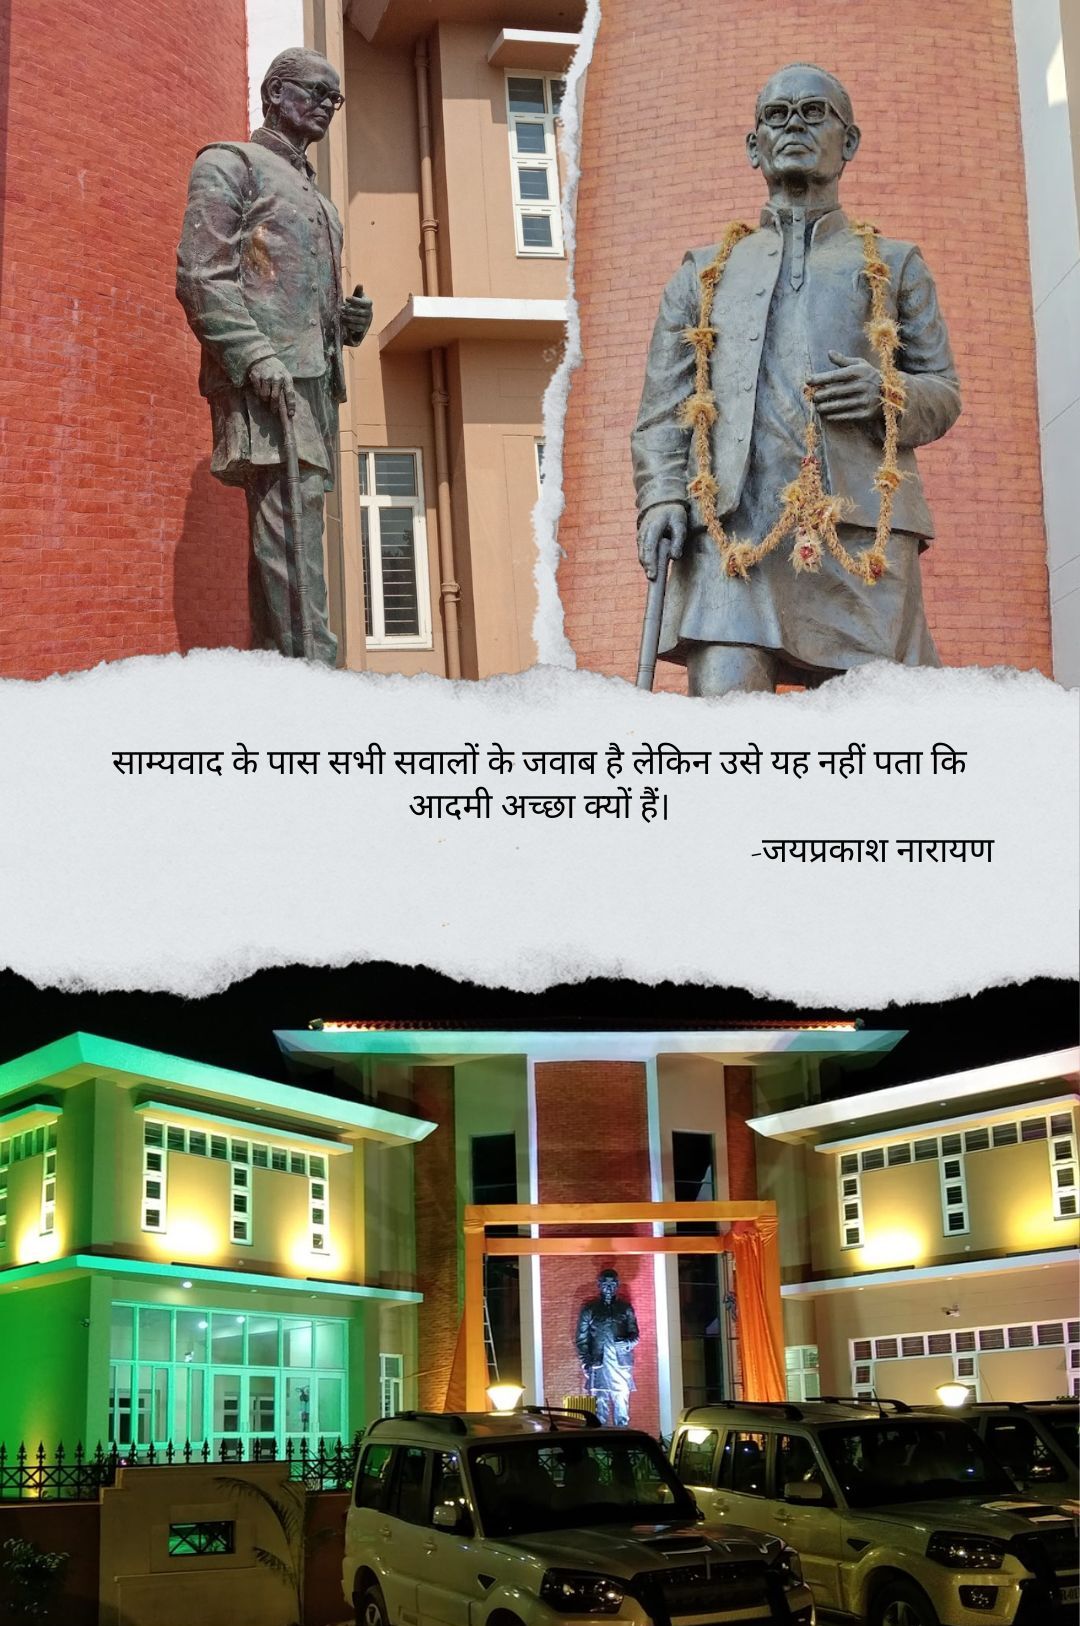 साम्यवाद के पास सभी सवालों के जवाब है लेकिन उसे यह नहीं पता कि
आदमी अच्छा क्यों हैं।
-जयप्रकाश नारायण